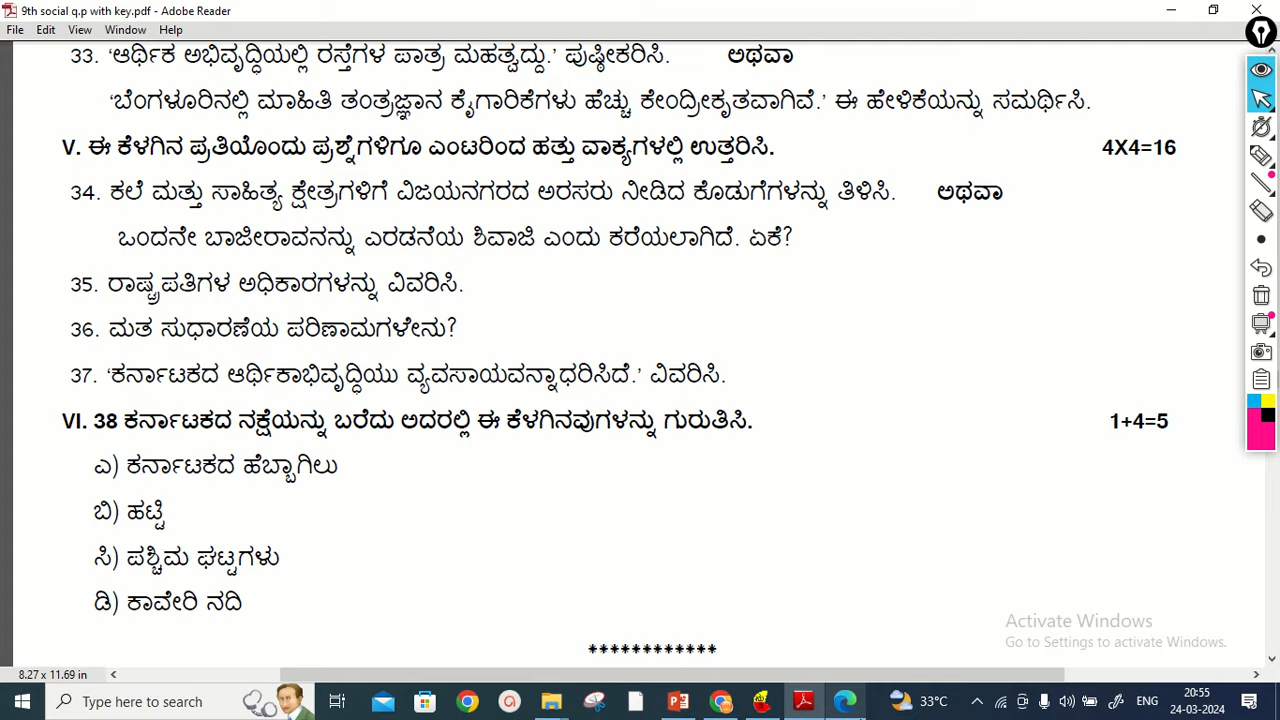 9th social q.p with key.pdf - Adobe Reader
File Edit View Window Help
33. ‘ಆರ್ಥಿಕ ಅಭಿವೃದ್ಧಿಯಲ್ಲಿ ರಸ್ತೆಗಳ ಪಾತ್ರ ಮಹತ್ವದ್ದು.’ ಪುಷ್ಠೀಕರಿಸಿ. ಅಥವಾ
‘ಬೆಂಗಳೂರಿನಲ್ಲಿ ಮಾಹಿತಿ ತಂತ್ರಜ್ಞಾನ ಕೈಗಾರಿಕೆಗಳು ಹೆಚ್ಚು ಕೇಂದ್ರೀಕೃತವಾಗಿವೆ.’ ಈ ಹೇಳಿಕೆಯನ್ನು ಸಮರ್ಥಿಸಿ.
V. ಈ ಕೆಳಗಿನ ಪ್ರತಿಯೊಂದು ಪ್ರಶ್ನೆಗಳಿಗೂ ಎಂಟರಿಂದ ಹತ್ತು ವಾಕ್ಯಗಳಲ್ಲಿ ಉತ್ತರಿಸಿ. 4X4=16
34. ಕಲೆ ಮತ್ತು ಸಾಹಿತ್ಯ ಕ್ಷೇತ್ರಗಳಿಗೆ ವಿಜಯನಗರದ ಅರಸರು ನೀಡಿದ ಕೊಡುಗೆಗಳನ್ನು ತಿಳಿಸಿ. ಅಥವಾ
ಒಂದನೇ ಬಾಜೀರಾವನನ್ನು ಎರಡನೆಯ ಶಿವಾಜಿ ಎಂದು ಕರೆಯಲಾಗಿದೆ. ಏಕೆ?
35. ರಾಷ್ಟ್ರಪತಿಗಳ ಅಧಿಕಾರಗಳನ್ನು ವಿವರಿಸಿ.
36. ಮತ ಸುಧಾರಣೆಯ ಪರಿಣಾಮಗಳೇನು?
37. ‘ಕರ್ನಾಟಕದ ಆರ್ಥಿಕಾಭಿವೃದ್ಧಿಯು ವ್ಯವಸಾಯವನ್ನಾಧರಿಸಿದೆ.’ ವಿವರಿಸಿ.
VI. 38 ಕರ್ನಾಟಕದ ನಕ್ಷೆಯನ್ನು ಬರೆದು ಅದರಲ್ಲಿ ಈ ಕೆಳಗಿನವುಗಳನ್ನು ಗುರುತಿಸಿ. 1+4=5
ಎ) ಕರ್ನಾಟಕದ ಹೆಬ್ಬಾಗಿಲು
ಬಿ) ಹಟ್ಟಿ
ಸಿ) ಪಶ್ಚಿಮ ಘಟ್ಟಗಳು
ಡಿ) ಕಾವೇರಿ ನದಿ
************
Activate Windows
Go to Settings to activate Windows.
8.27 x 11.69 in
Type here to search
33°C
ENG
20:55
24-03-2024